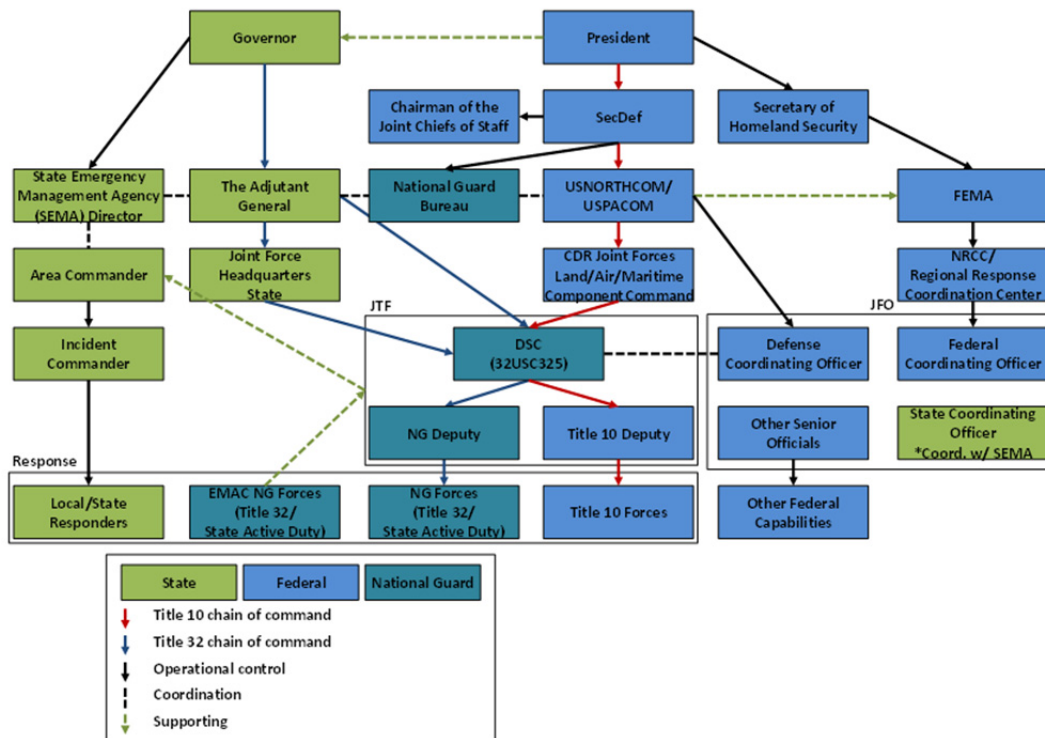 Governor
President
Chairman of the
Joint Chiefs of Staff
SecDef
Secretary of
Homeland Security
State Emergency
Management Agency
(SEMA) Director
The Adjutant
General
National Guard
Bureau
USNORTHCOM/
USPACOM
FEMA
Area Commander
Joint Force
Headquarters
State
CDR Joint Forces
Land/Air/Maritime
Component Command
NRCC/
Regional Response
Coordination Center
JTF
JFO
Incident
Commander
DSC
(32USC325)
Defense
Coordinating Officer
Federal
Coordinating Officer
NG Deputy
Title 10 Deputy
Other Senior
Officials
State Coordinating
Officer
*Coord. w/ SEMA
Response
Local/State
Responders
EMAC NG Forces
(Title 32/
State Active Duty)
NG Forces
(Title 32/
State Active Duty)
Title 10 Forces
Other Federal
Capabilities
State
Federal
National Guard
Title 10 chain of command
Title 32 chain of command
Operational control
Coordination
Supporting